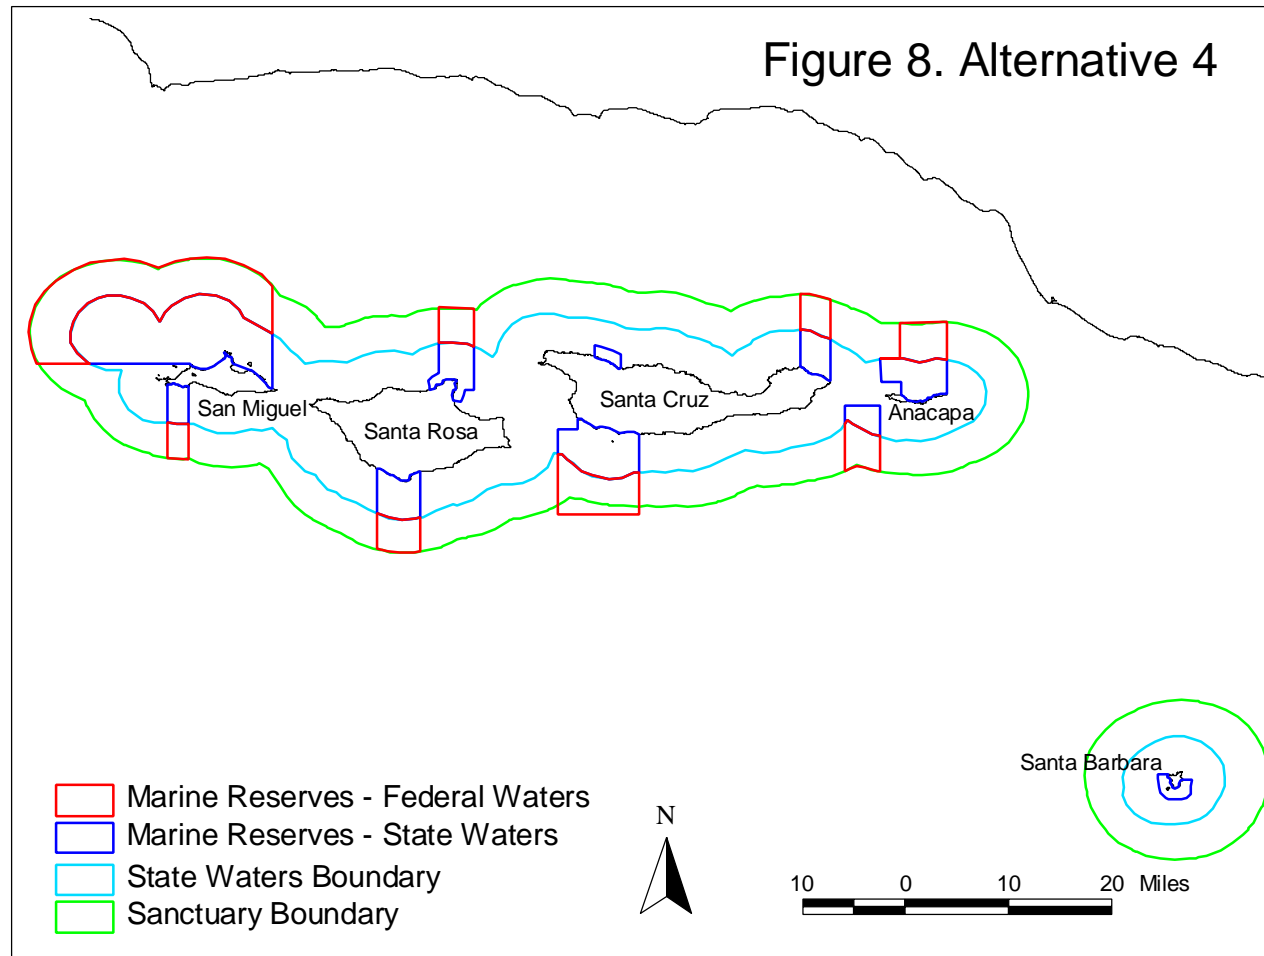 Figure 8. Alternative 4
San Miguel
Santa Rosa
Santa Cruz
Anacapa
Santa Barbara
Marine Reserves - Federal Waters
Marine Reserves - State Waters
State Waters Boundary
Sanctuary Boundary
N
10 0 10 20 Miles